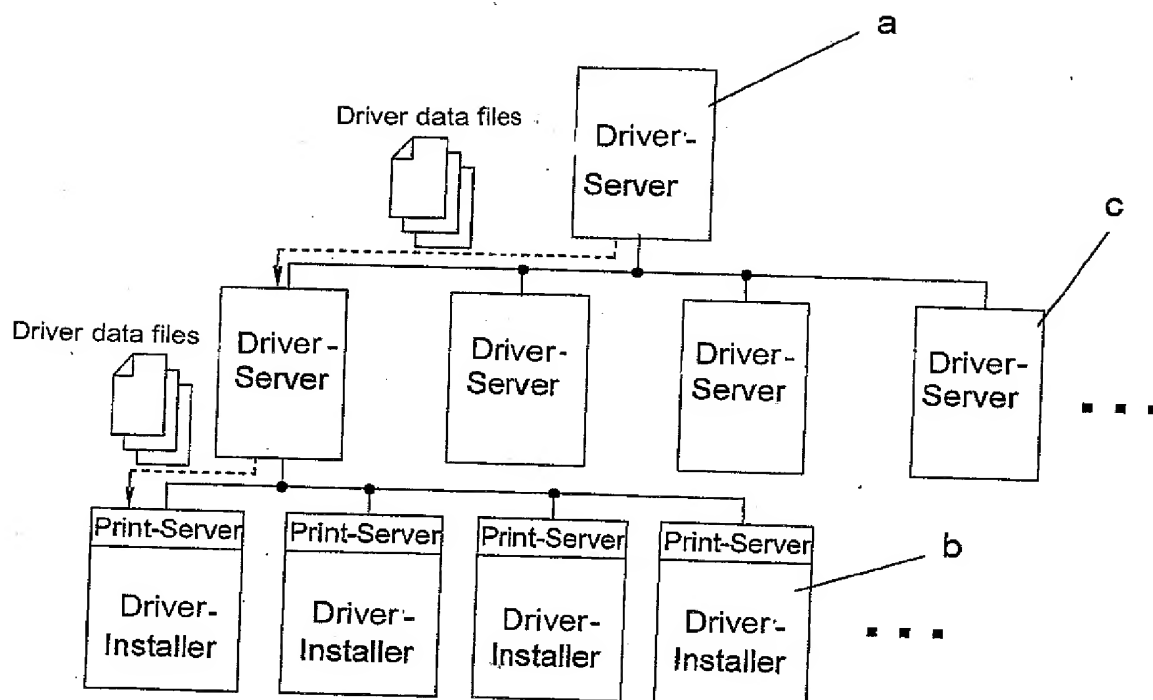 a
Driver data files
Driver-
Server
c
Driver data files
Driver-
Server
Driver-
Server
Driver-
Server
Driver-
Server
Print-Server
Print-Server
Print-Server
Print-Server
b
Driver-
Installer
Driver-
Installer
Driver-
Installer
Driver-
Installer